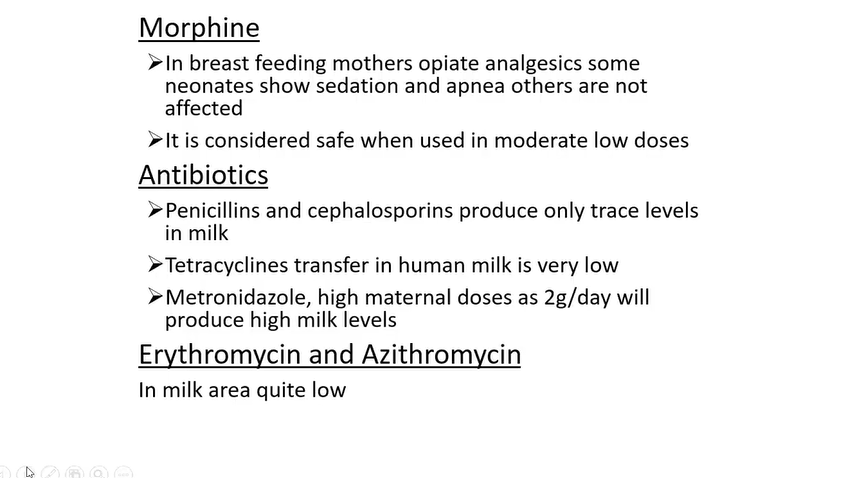 Morphine
➢In breast feeding mothers opiate analgesics some
neonates show sedation and apnea others are not
affected
➢It is considered safe when used in moderate low doses
Antibiotics
➢Penicillins and cephalosporins produce only trace levels
in milk
➢Tetracyclines transfer in human milk is very low
➢Metronidazole, high maternal doses as 2g/day will
produce high milk levels
Erythromycin and Azithromycin
In milk area quite low